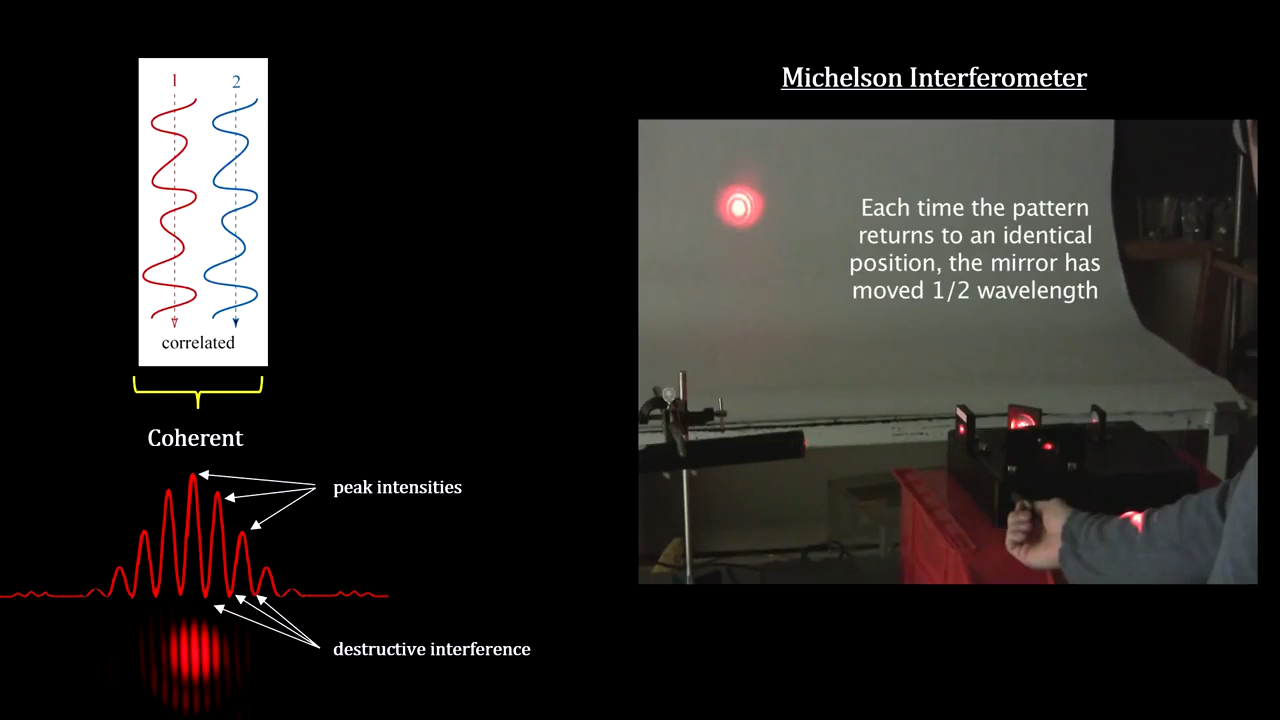 1 2
correlated
Coherent
peak intensities
destructive interference
Michelson Interferometer
Each time the pattern
returns to an identical
position, the mirror has
moved 1/2 wavelength